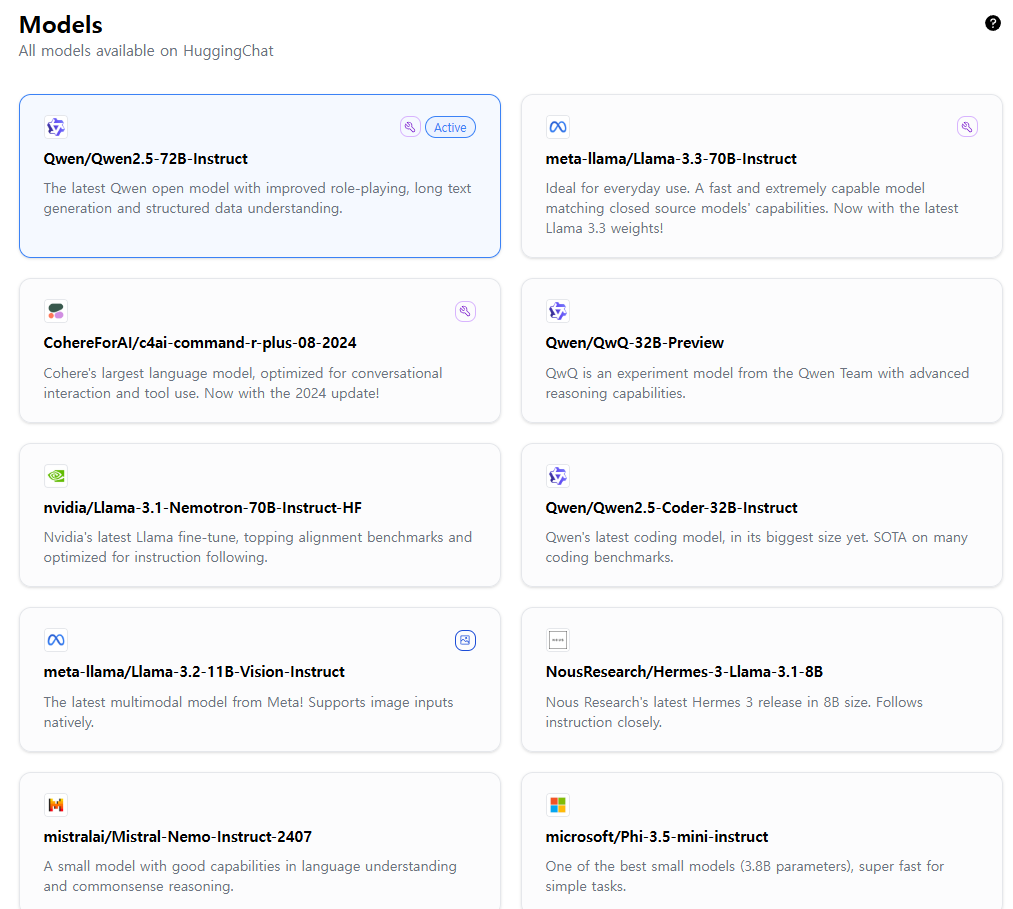 Models
All models available on HuggingChat
Active
Qwen/Qwen2.5-72B-Instruct
The latest Qwen open model with improved role-playing, long text
generation and structured data understanding.
meta-llama/Llama-3.3-70B-Instruct
Ideal for everyday use. A fast and extremely capable model
matching closed source models' capabilities. Now with the latest
Llama 3.3 weights!
CohereForAI/c4ai-command-r-plus-08-2024
Cohere's largest language model, optimized for conversational
interaction and tool use. Now with the 2024 update!
Qwen/QwQ-32B-Preview
QwQ is an experiment model from the Qwen Team with advanced
reasoning capabilities.
nvidia/Llama-3.1-Nemotron-70B-Instruct-HF
Nvidia's latest Llama fine-tune, topping alignment benchmarks and
optimized for instruction following.
Qwen/Qwen2.5-Coder-32B-Instruct
Qwen's latest coding model, in its biggest size yet. SOTA on many
coding benchmarks.
meta-llama/Llama-3.2-11B-Vision-Instruct
The latest multimodal model from Meta! Supports image inputs
natively.
NousResearch/Hermes-3-Llama-3.1-8B
Nous Research's latest Hermes 3 release in 8B size. Follows
instruction closely.
mistralai/Mistral-Nemo-Instruct-2407
A small model with good capabilities in language understanding
and commonsense reasoning.
microsoft/Phi-3.5-mini-instruct
One of the best small models (3.8B parameters), super fast for
simple tasks.